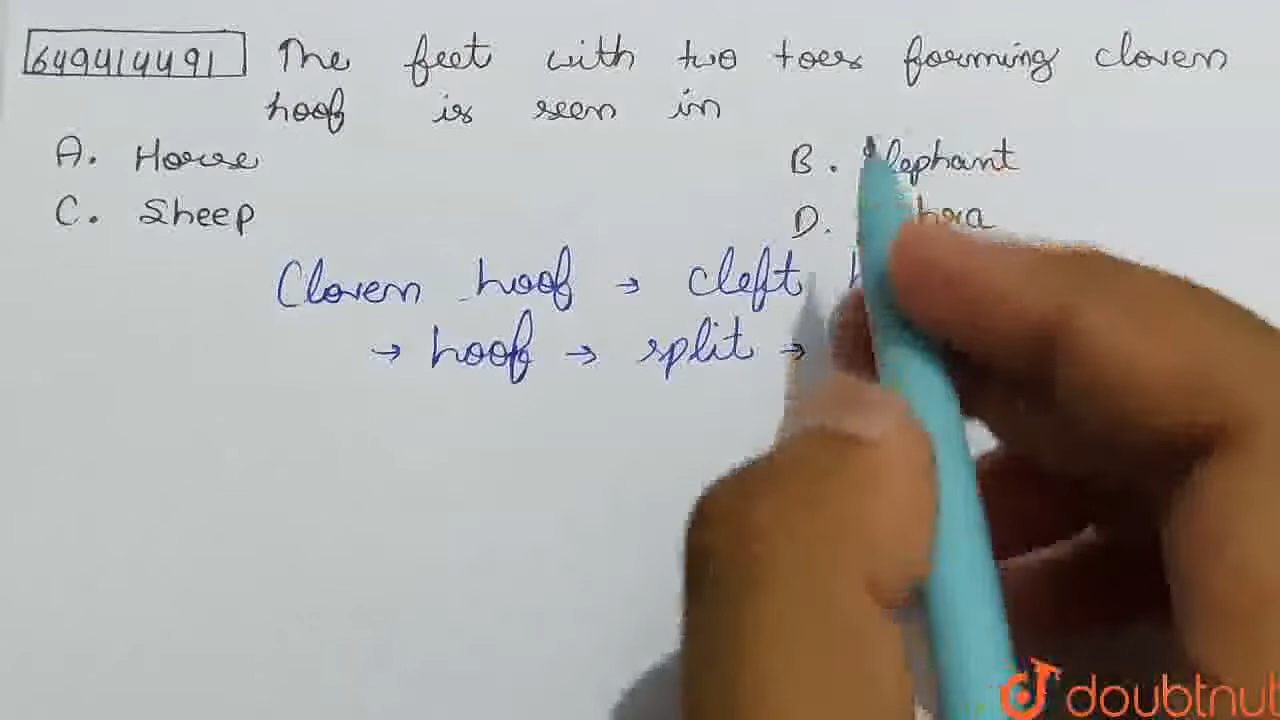 649414491 The feet with two toes forming cloven
hoof is seen in
A. Horse B. Elephant
C. Sheep D.
Cloven hoof → cleft
→ hoof → split →
doubtnut